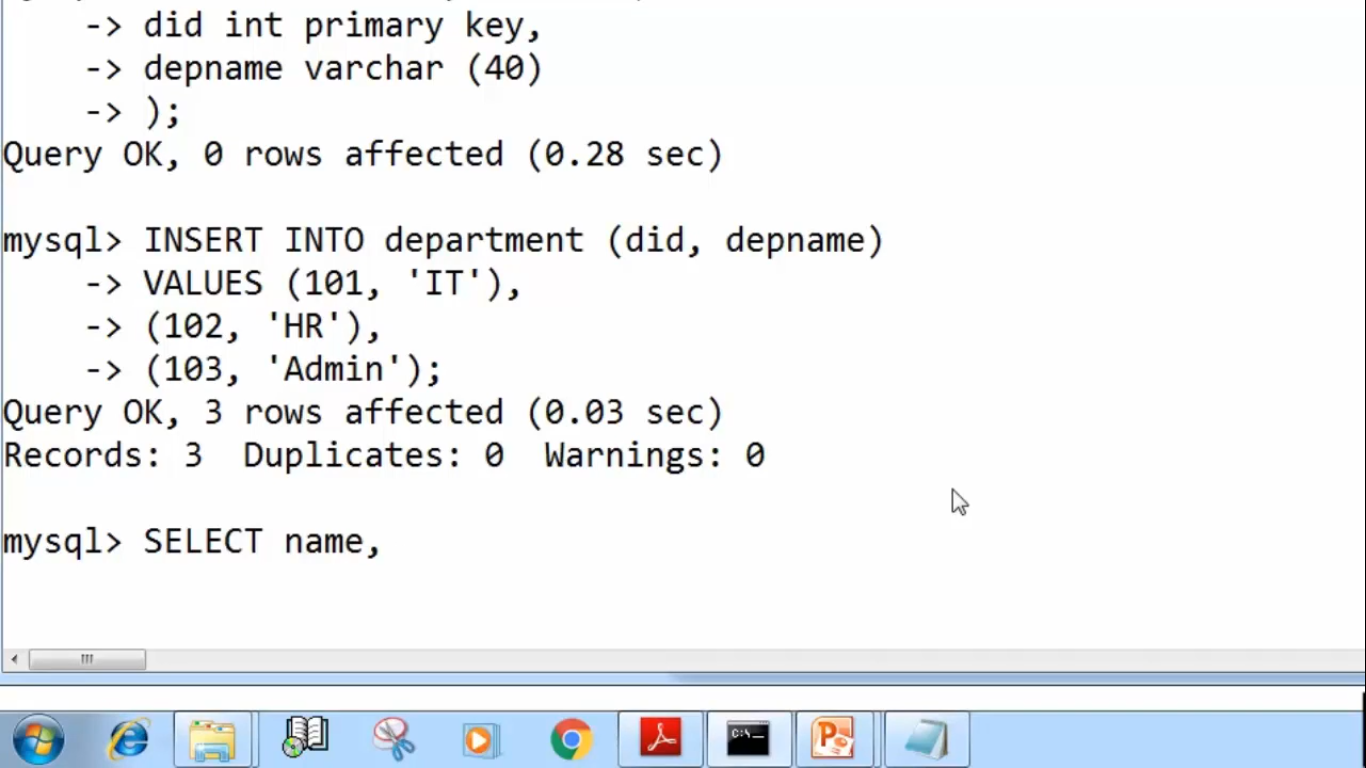 -> did int primary key,
-> depname varchar (40)
-> );
Query OK, 0 rows affected (0.28 sec)
mysql> INSERT INTO department (did, depname)
-> VALUES (101, 'IT'),
-> (102, 'HR'),
-> (103, 'Admin');
Query OK, 3 rows affected (0.03 sec)
Records: 3  Duplicates: 0  Warnings: 0
mysql> SELECT name,
C:\_